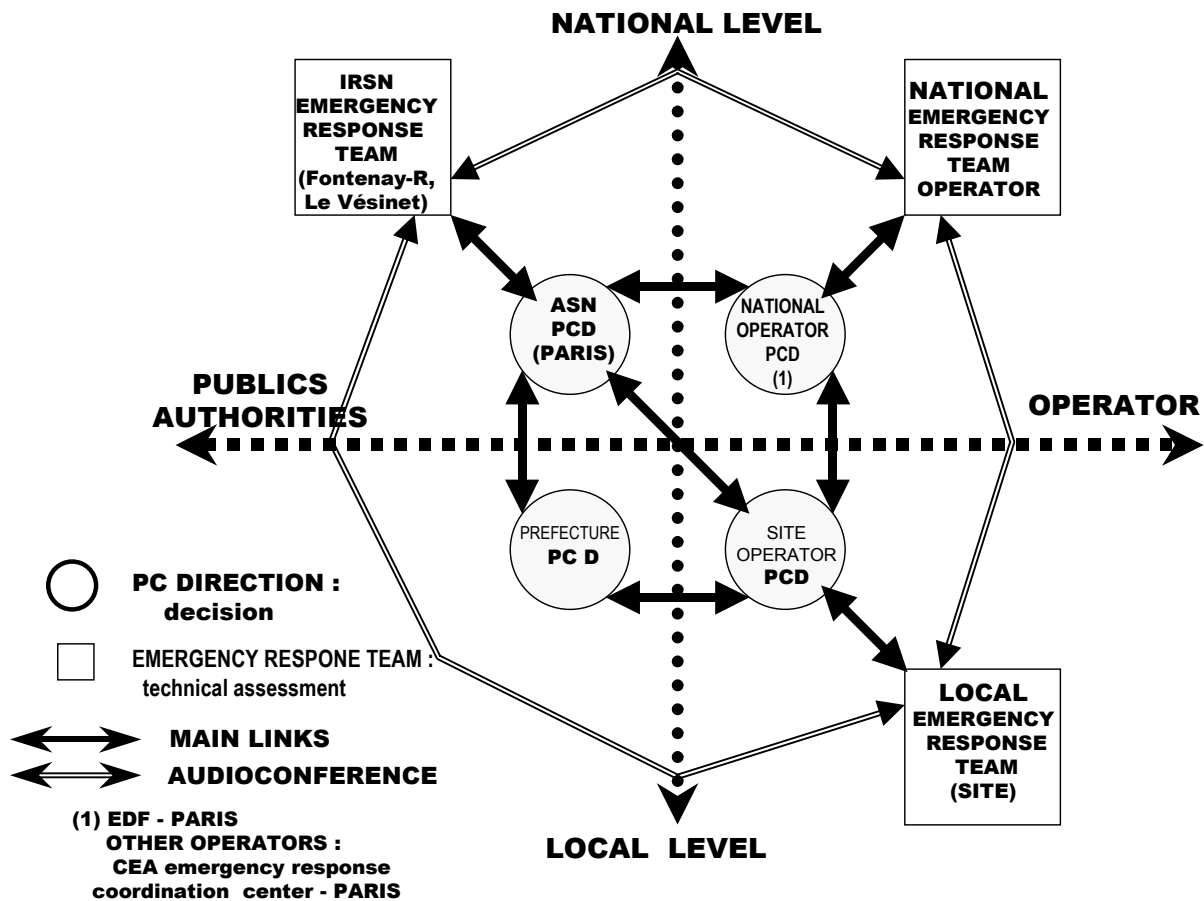 NATIONAL LEVEL
IRSN
EMERGENCY
RESPONSE
TEAM
(Fontenay-R,
Le Vésinet)
NATIONAL
EMERGENCY
RESPONSE
TEAM
OPERATOR
ASN
PCD
(PARIS)
NATIONAL
OPERATOR
PCD
(1)
PUBLICS
AUTHORITIES
OPERATOR
PREFECTURE
PC D
SITE
OPERATOR
PCD
PC DIRECTION :
decision
EMERGENCY RESPONE TEAM :
technical assessment
MAIN LINKS
AUDIOCONFERENCE
LOCAL
EMERGENCY
RESPONSE
TEAM
(SITE)
(1) EDF - PARIS
OTHER OPERATORS :
CEA emergency response
coordination center - PARIS
LOCAL LEVEL